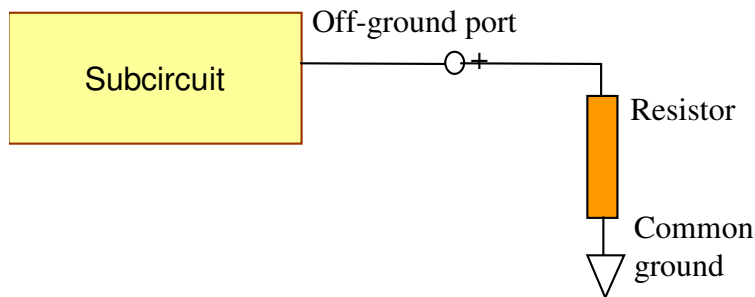 Off-ground port
Subcircuit
+
Resistor
Common
ground